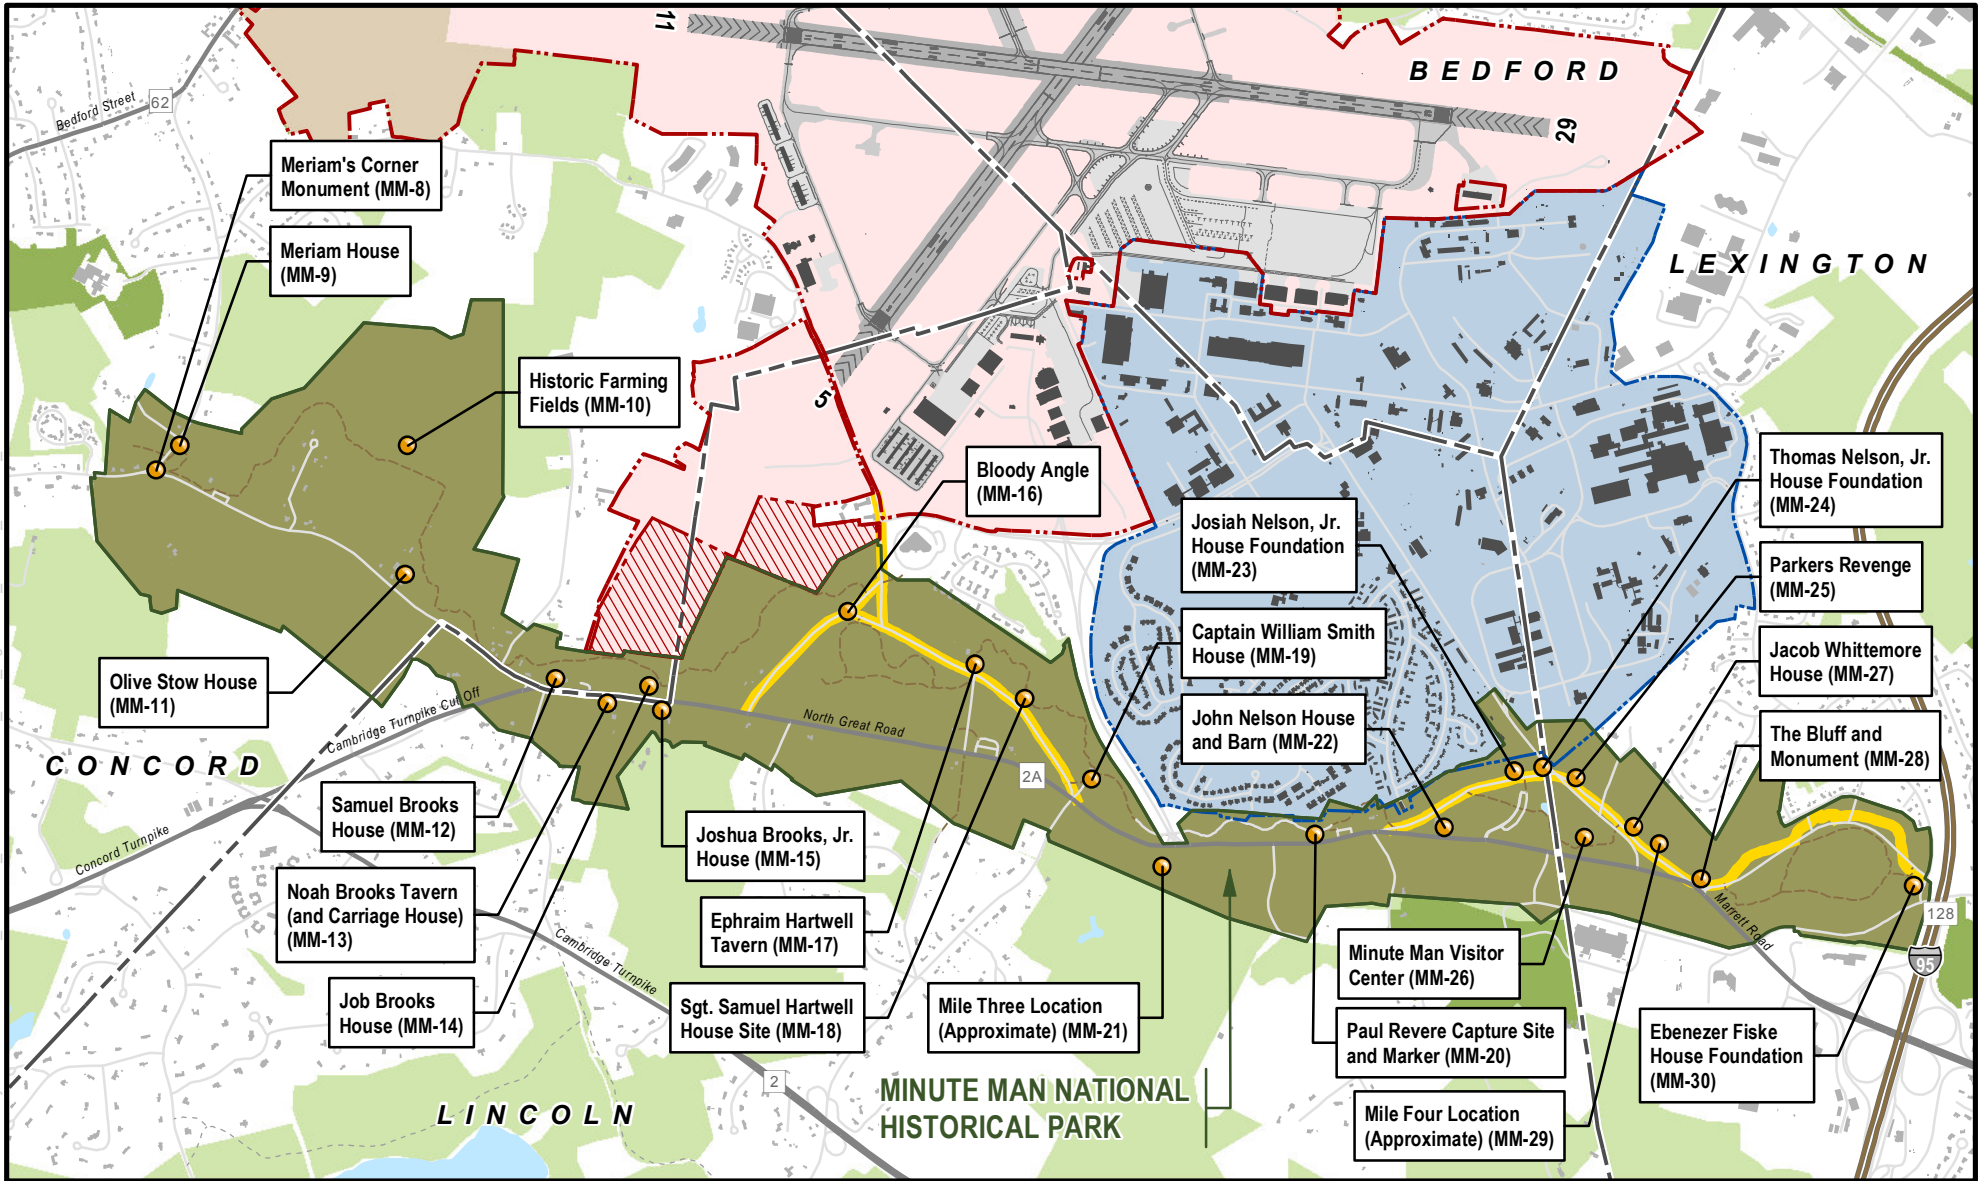 11
BEDFORD
62
Bedford Street
29
Meriam's Corner
Monument (MM-8)
Meriam House
(MM-9)
LEXINGTON
Historic Farming
Fields (MM-10)
5
Bloody Angle
(MM-16)
Thomas Nelson, Jr.
House Foundation
(MM-24)
Josiah Nelson, Jr.
House Foundation
(MM-23)
Parkers Revenge
(MM-25)
Captain William Smith
House (MM-19)
Jacob Whittemore
House (MM-27)
Olive Stow House
(MM-11)
Cambridge Turnpike Cut Off
North Great Road
John Nelson House
and Barn (MM-22)
The Bluff and
Monument (MM-28)
CONCORD
2A
Samuel Brooks
House (MM-12)
Concord Turnpike
Joshua Brooks, Jr.
House (MM-15)
Noah Brooks Tavern
(and Carriage House)
(MM-13)
Ephraim Hartwell
Tavern (MM-17)
Marrett Road
128
95
Cambridge Turnpike
Minute Man Visitor
Center (MM-26)
Job Brooks
House (MM-14)
Sgt. Samuel Hartwell
House Site (MM-18)
Mile Three Location
(Approximate) (MM-21)
Paul Revere Capture Site
and Marker (MM-20)
Ebenezer Fiske
House Foundation
(MM-30)
2
MINUTE MAN NATIONAL
HISTORICAL PARK
LINCOLN
Mile Four Location
(Approximate) (MM-29)